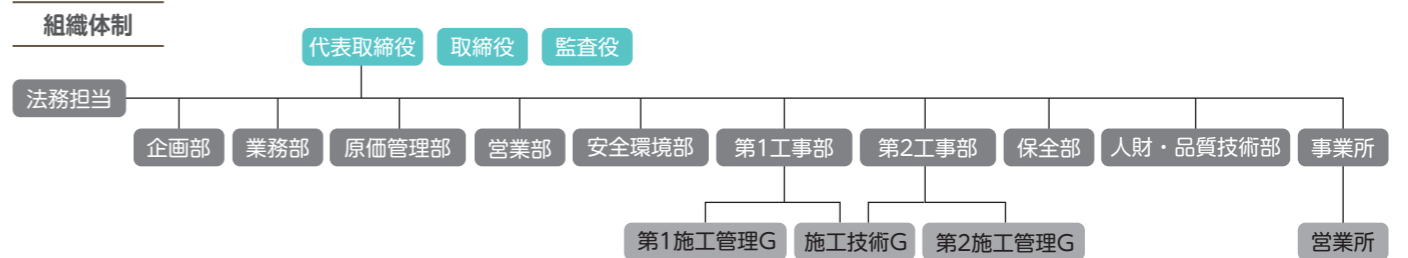 組織体制
代表取締役 取締役 監査役
法務担当
企画部 業務部 原価管理部 営業部 安全環境部 第1工事部 第2工事部 保全部 人財・品質技術部 事業所
第1施工管理G 施工技術G 第2施工管理G 営業所